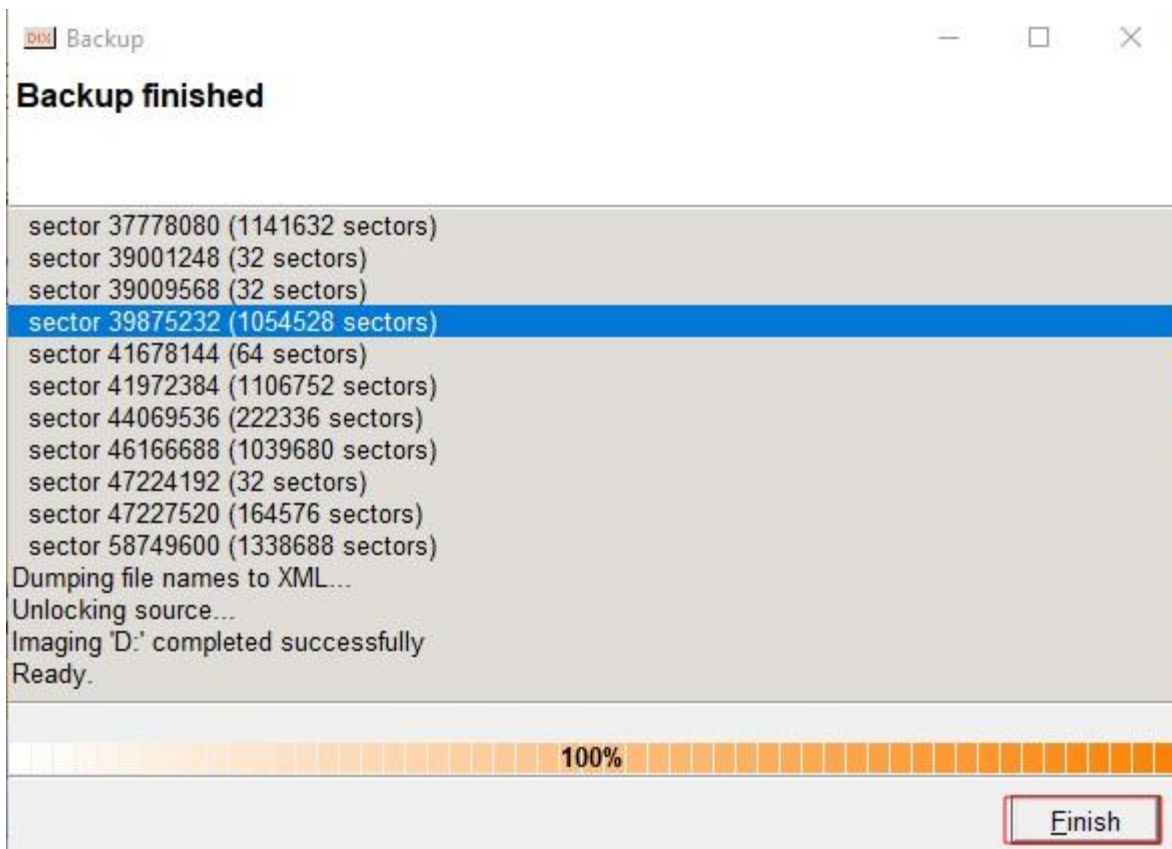 DIX Backup
Backup finished
sector 37778080 (1141632 sectors)
sector 39001248 (32 sectors)
sector 39009568 (32 sectors)
sector 39875232 (1054528 sectors)
sector 41678144 (64 sectors)
sector 41972384 (1106752 sectors)
sector 44069536 (222336 sectors)
sector 46166688 (1039680 sectors)
sector 47224192 (32 sectors)
sector 47227520 (164576 sectors)
sector 58749600 (1338688 sectors)
Dumping file names to XML...
Unlocking source...
Imaging 'D:' completed successfully
Ready.
100%
Finish